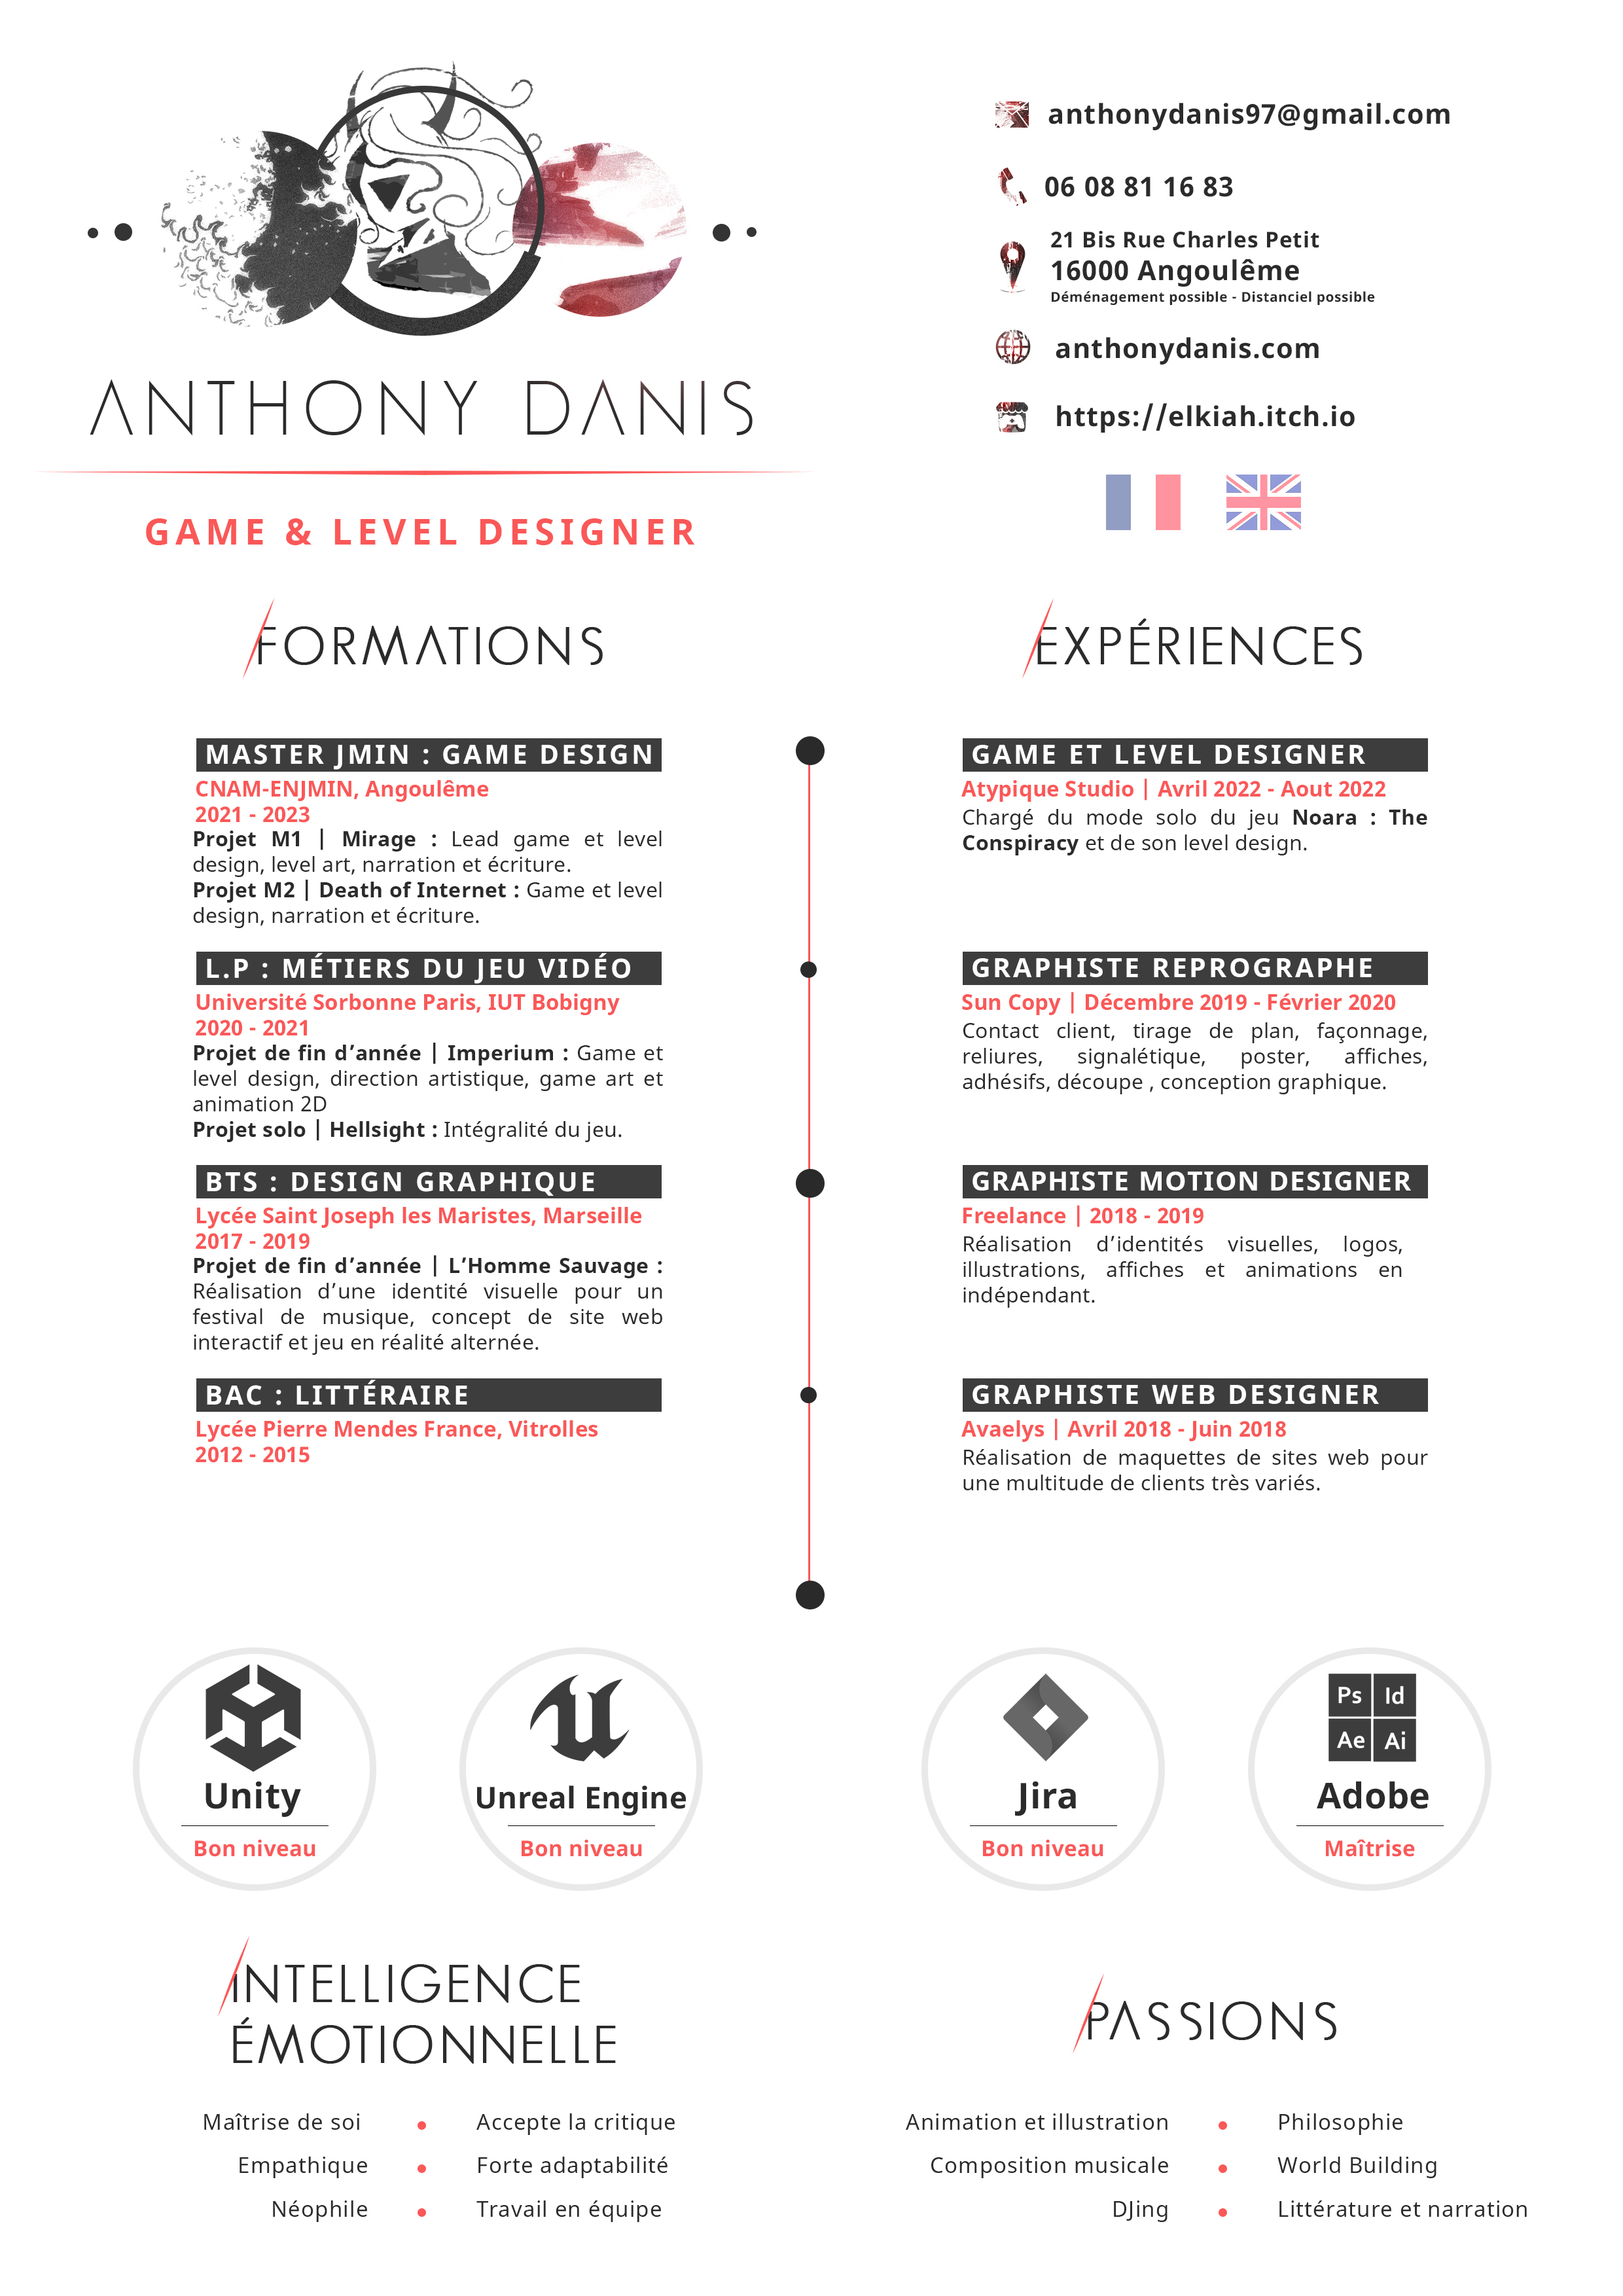 ANTHONY DANIS
GAME & LEVEL DESIGNER
anthonydanis97@gmail.com
06 08 81 16 83
21 Bis Rue Charles Petit
16000 Angoulême
Déménagement possible - Distanciel possible
anthonydanis.com
https://elkiah.itch.io
FORMATIONS
MASTER JMIN : GAME DESIGN
CNAM-ENJMIN, Angoulême
2021 - 2023
Projet M1 | Mirage : Lead game et level
design, level art, narration et écriture.
Projet M2 | Death of Internet : Game et level
design, narration et écriture.
L.P : MÉTIERS DU JEU VIDÉO
Université Sorbonne Paris, IUT Bobigny
2020 - 2021
Projet de fin d’année | Imperium : Game et
level design, direction artistique, game art et
animation 2D
Projet solo | Hellsight : Intégralité du jeu.
BTS : DESIGN GRAPHIQUE
Lycée Saint Joseph les Maristes, Marseille
2017 - 2019
Projet de fin d’année | L’Homme Sauvage :
Réalisation d’une identité visuelle pour un
festival de musique, concept de site web
interactif et jeu en réalité alternée.
BAC : LITTÉRAIRE
Lycée Pierre Mendes France, Vitrolles
2012 - 2015
EXPÉRIENCES
GAME ET LEVEL DESIGNER
Atypique Studio | Avril 2022 - Aout 2022
Chargé du mode solo du jeu Noara : The
Conspiracy et de son level design.
GRAPHISTE REPROGRAPHE
Sun Copy | Décembre 2019 - Février 2020
Contact client, tirage de plan, façonnage,
reliures, signalétique, poster, affiches,
adhésifs, découpe , conception graphique.
GRAPHISTE MOTION DESIGNER
Freelance | 2018 - 2019
Réalisation d’identités visuelles, logos,
illustrations, affiches et animations en
indépendant.
GRAPHISTE WEB DESIGNER
Avaelys | Avril 2018 - Juin 2018
Réalisation de maquettes de sites web pour
une multitude de clients très variés.
Unity
Bon niveau
Unreal Engine
Bon niveau
Jira
Bon niveau
Ps Id
Ae Ai
Adobe
Maîtrise
INTELLIGENCE
ÉMOTIONNELLE
Maîtrise de soi • Accepte la critique
Empathique • Forte adaptabilité
Néophile • Travail en équipe
PASSIONS
Animation et illustration • Philosophie
Composition musicale • World Building
DJing • Littérature et narration